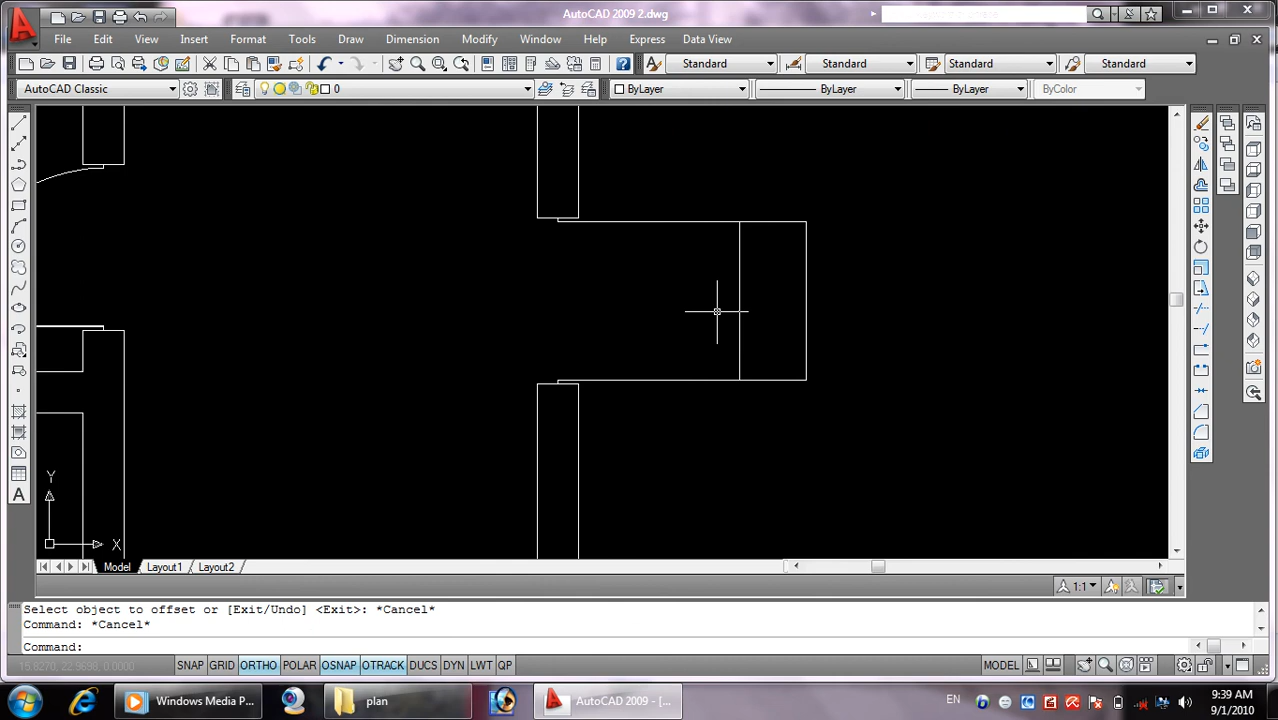 AutoCAD 2009 2.dwg
File Edit View Insert Format Tools Draw Dimension Modify Window Help Express Data View
Standard Standard Standard Standard
AutoCAD Classic 0 ByLayer ByLayer ByLayer ByColor
A
Y
X
Model Layout1 Layout2
1:1
Select object to offset or [Exit/Undo] <Exit>: *Cancel*
Command: *Cancel*
Command:
SNAP GRID ORTHO POLAR OSNAP OTRACK DUCS DYN LWT QP MODEL
Windows Media P... plan AutoCAD 2009 - [... EN 9:39 AM
9/1/2010